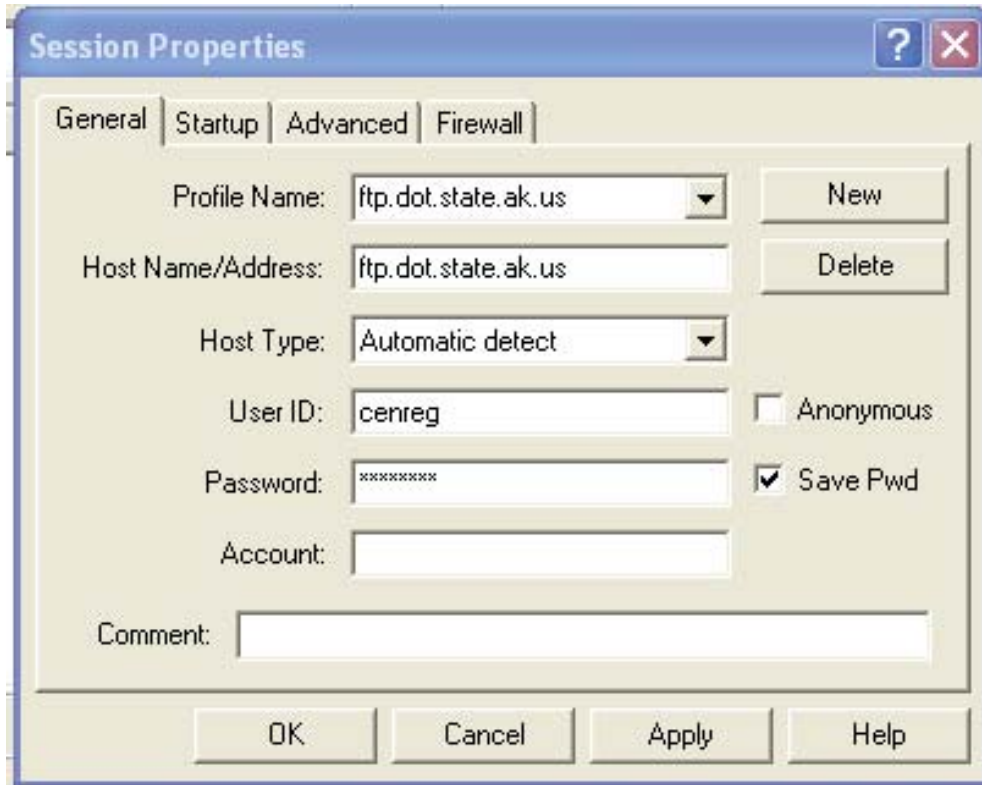 Session Properties
General Startup Advanced Firewall
Profile Name: ftp.dot.state.ak.us New
Host Name/Address: ftp.dot.state.ak.us Delete
Host Type: Automatic detect
User ID: cenreg Anonymous
Password: ******** Save Pwd
Account:
Comment:
OK Cancel Apply Help